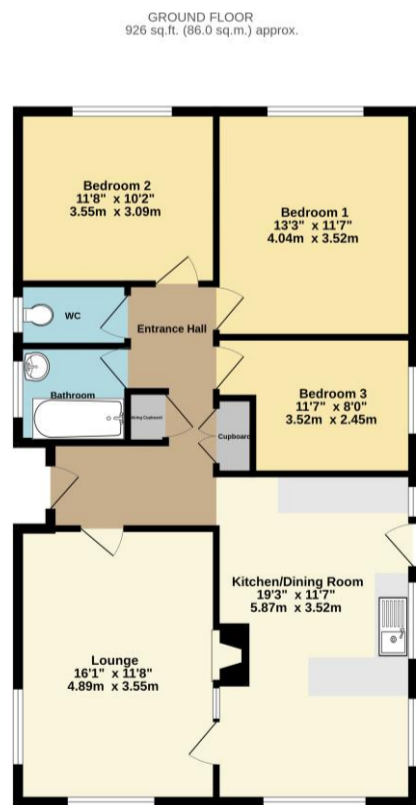 GROUND FLOOR
926 sq.ft. (86.0 sq.m.) approx.
Bedroom 2
11'8" x 10'2"
3.55m x 3.09m
Bedroom 1
13'3" x 11'7"
4.04m x 3.52m
WC
Entrance Hall
Bathroom
Bedroom 3
11'7" x 8'0"
3.52m x 2.45m
Cupboard
Cupboard
Kitchen/Dining Room
19'3" x 11'7"
5.87m x 3.52m
Lounge
16'1" x 11'8"
4.89m x 3.55m